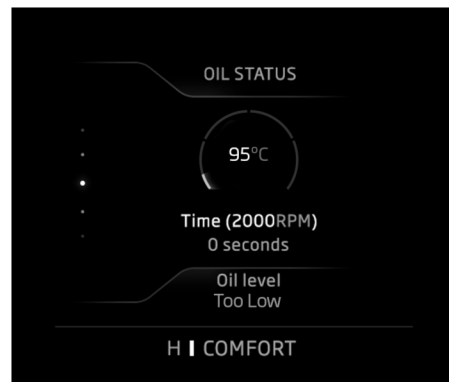 OIL STATUS
95°C
Time (2000RPM)
0 seconds
Oil level
Too Low
H COMFORT